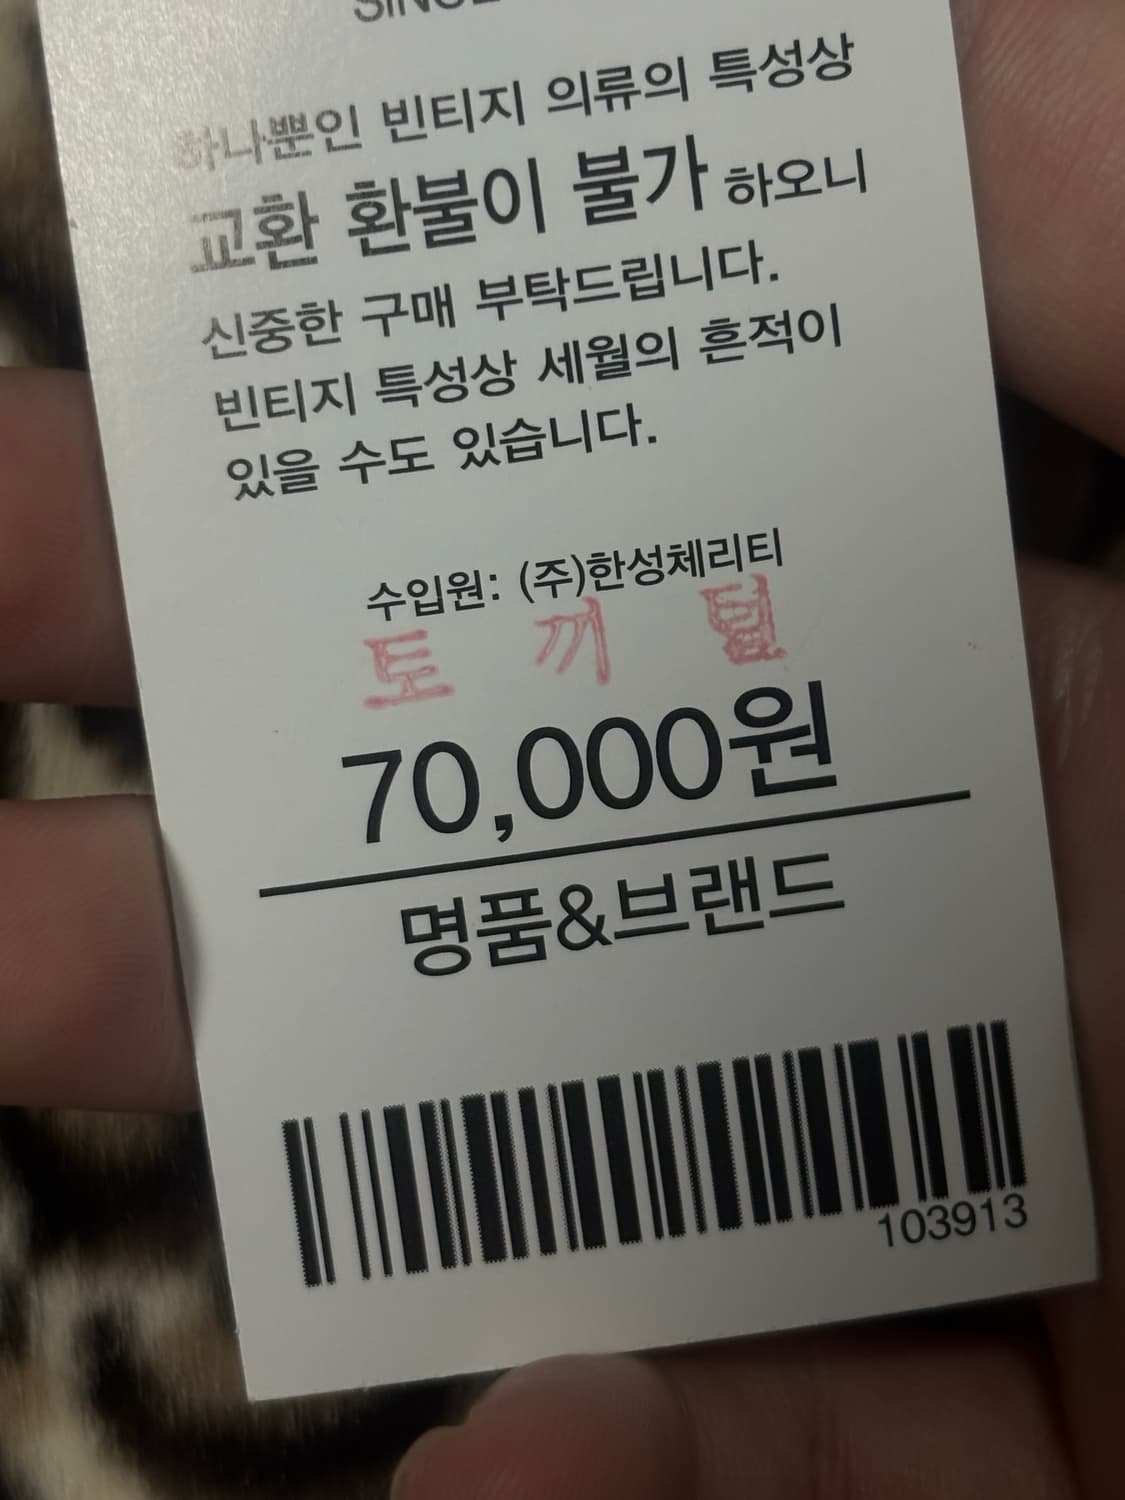 하나뿐인 빈티지 의류의 특성상
교환 환불이 불가 하오니
신중한 구매 부탁드립니다.
빈티지 특성상 세월의 흔적이
있을 수도 있습니다.
수입원: (주)한성체리티
토 끼 털
70,000원
명품&브랜드
103913